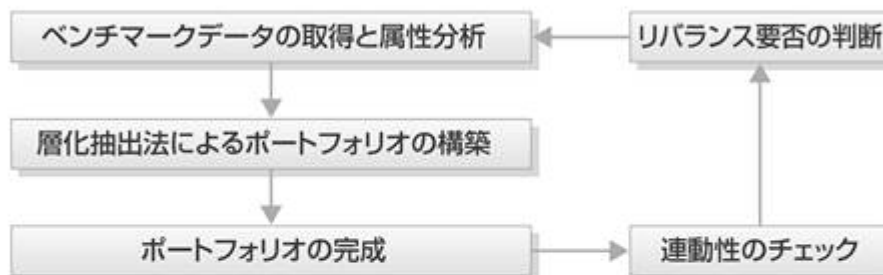 ベンチマークデータの取得と属性分析
リバランス要否の判断
層化抽出法によるポートフォリオの構築
ポートフォリオの完成
連動性のチェック